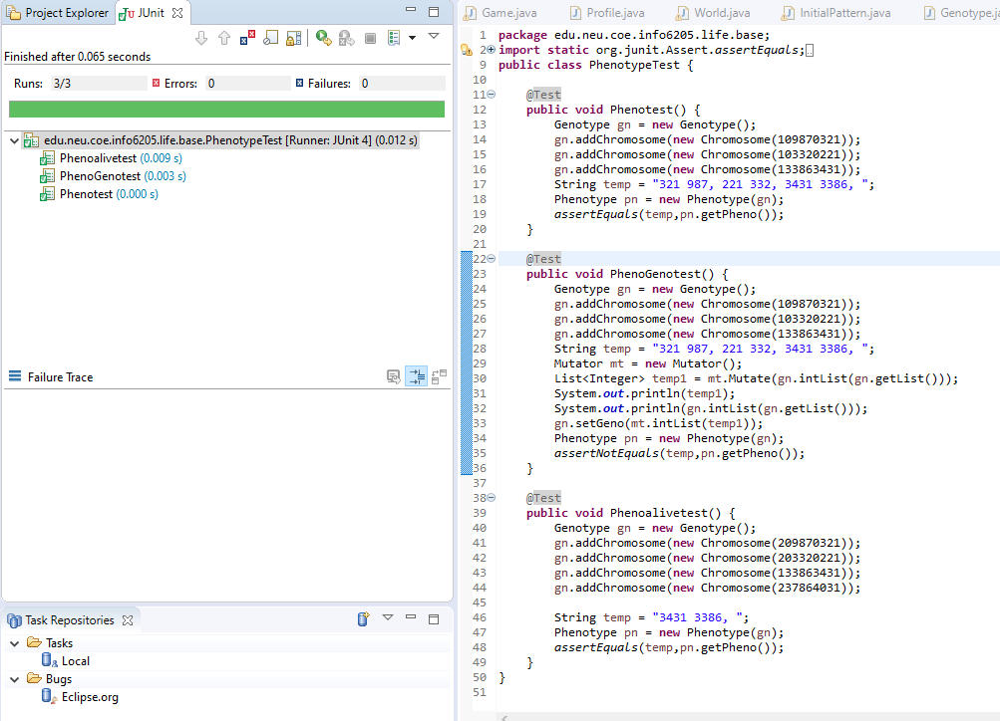 Project Explorer JUnit
Finished after 0.065 seconds
Runs: 3/3 Errors: 0 Failures: 0
edu.neu.coe.info6205.life.base.PhenotypeTest [Runner: JUnit 4] (0.012 s)
Phenoalivetest (0.009 s)
PhenoGenotest (0.003 s)
Phenotest (0.000 s)
Failure Trace
Task Repositories
Tasks
Local
Bugs
Eclipse.org
Game.java Profile.java World.java InitialPattern.java Genotype.j
1 package edu.neu.coe.info6205.life.base;
2 import static org.junit.Assert.assertEquals;
9 public class PhenotypeTest {
10
11 @Test
12 public void Phenotest() {
13 Genotype gn = new Genotype();
14 gn.addChromosome(new Chromosome(109870321));
15 gn.addChromosome(new Chromosome(103320221));
16 gn.addChromosome(new Chromosome(133863431));
17 String temp = "321 987, 221 332, 3431 3386, ";
18 Phenotype pn = new Phenotype(gn);
19 assertEquals(temp,pn.getPheno());
20 }
21
22 @Test
23 public void PhenoGenotest() {
24 Genotype gn = new Genotype();
25 gn.addChromosome(new Chromosome(109870321));
26 gn.addChromosome(new Chromosome(103320221));
27 gn.addChromosome(new Chromosome(133863431));
28 String temp = "321 987, 221 332, 3431 3386, ";
29 Mutator mt = new Mutator();
30 List<Integer> temp1 = mt.Mutate(gn.intList(gn.getList()));
31 System.out.println(temp1);
32 System.out.println(gn.intList(gn.getList()));
33 gn.setGeno(mt.intList(temp1));
34 Phenotype pn = new Phenotype(gn);
35 assertNotEquals(temp,pn.getPheno());
36 }
37
38 @Test
39 public void Phenoalivetest() {
40 Genotype gn = new Genotype();
41 gn.addChromosome(new Chromosome(209870321));
42 gn.addChromosome(new Chromosome(203320221));
43 gn.addChromosome(new Chromosome(133863431));
44 gn.addChromosome(new Chromosome(237864031));
45
46 String temp = "3431 3386, ";
47 Phenotype pn = new Phenotype(gn);
48 assertEquals(temp,pn.getPheno());
49 }
50 }
51